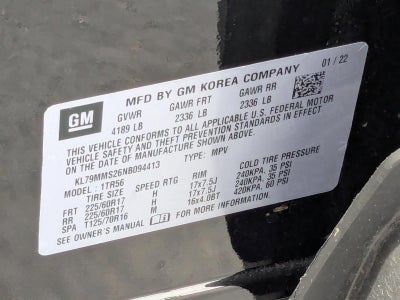 GM
MFD BY GM KOREA COMPANY 01/22
GVWR GAWR FRT GAWR RR
4189 LB 2336 LB 2336 LB
THIS VEHICLE CONFORMS TO ALL APPLICABLE U.S. FEDERAL MOTOR
VEHICLE SAFETY AND THEFT PREVENTION STANDARDS IN EFFECT
ON THE DATE OF MANUFACTURE SHOWN ABOVE.
KL79MMS26NB094413 TYPE: MPV
MODEL: 1TR56
TIRE SIZE SPEED RTG RIM COLD TIRE PRESSURE
FRT 225/60R17 H 17x7.5J 240KPA. 35 PSI
RR 225/60R17 H 17x7.5J 240KPA. 35 PSI
SPA T125/70R16 M 16x4.0BT 420KPA. 60 PSI
SEE OWNER'S MANUAL FOR ADDITIONAL INFORMATION.